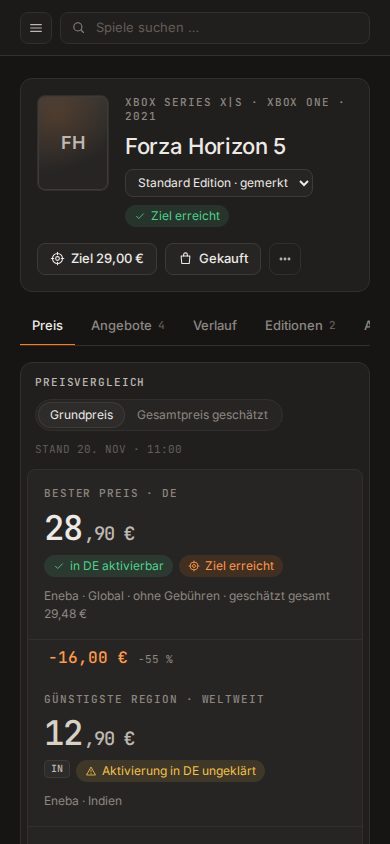 Spiele suchen ...
XBOX SERIES X|S · XBOX ONE ·
2021
FH
Forza Horizon 5
Standard Edition · gemerkt
Ziel erreicht
Ziel 29,00 €
Gekauft
Preis
Angebote 4
Verlauf
Editionen 2
PREISVERGLEICH
Grundpreis
Gesamtpreis geschätzt
STAND 20. NOV · 11:00
BESTER PREIS · DE
28,90 €
in DE aktivierbar
Ziel erreicht
Eneba · Global · ohne Gebühren · geschätzt gesamt
29,48 €
-16,00 € -55 %
GÜNSTIGSTE REGION · WELTWEIT
12,90 €
IN
Aktivierung in DE ungeklärt
Eneba · Indien